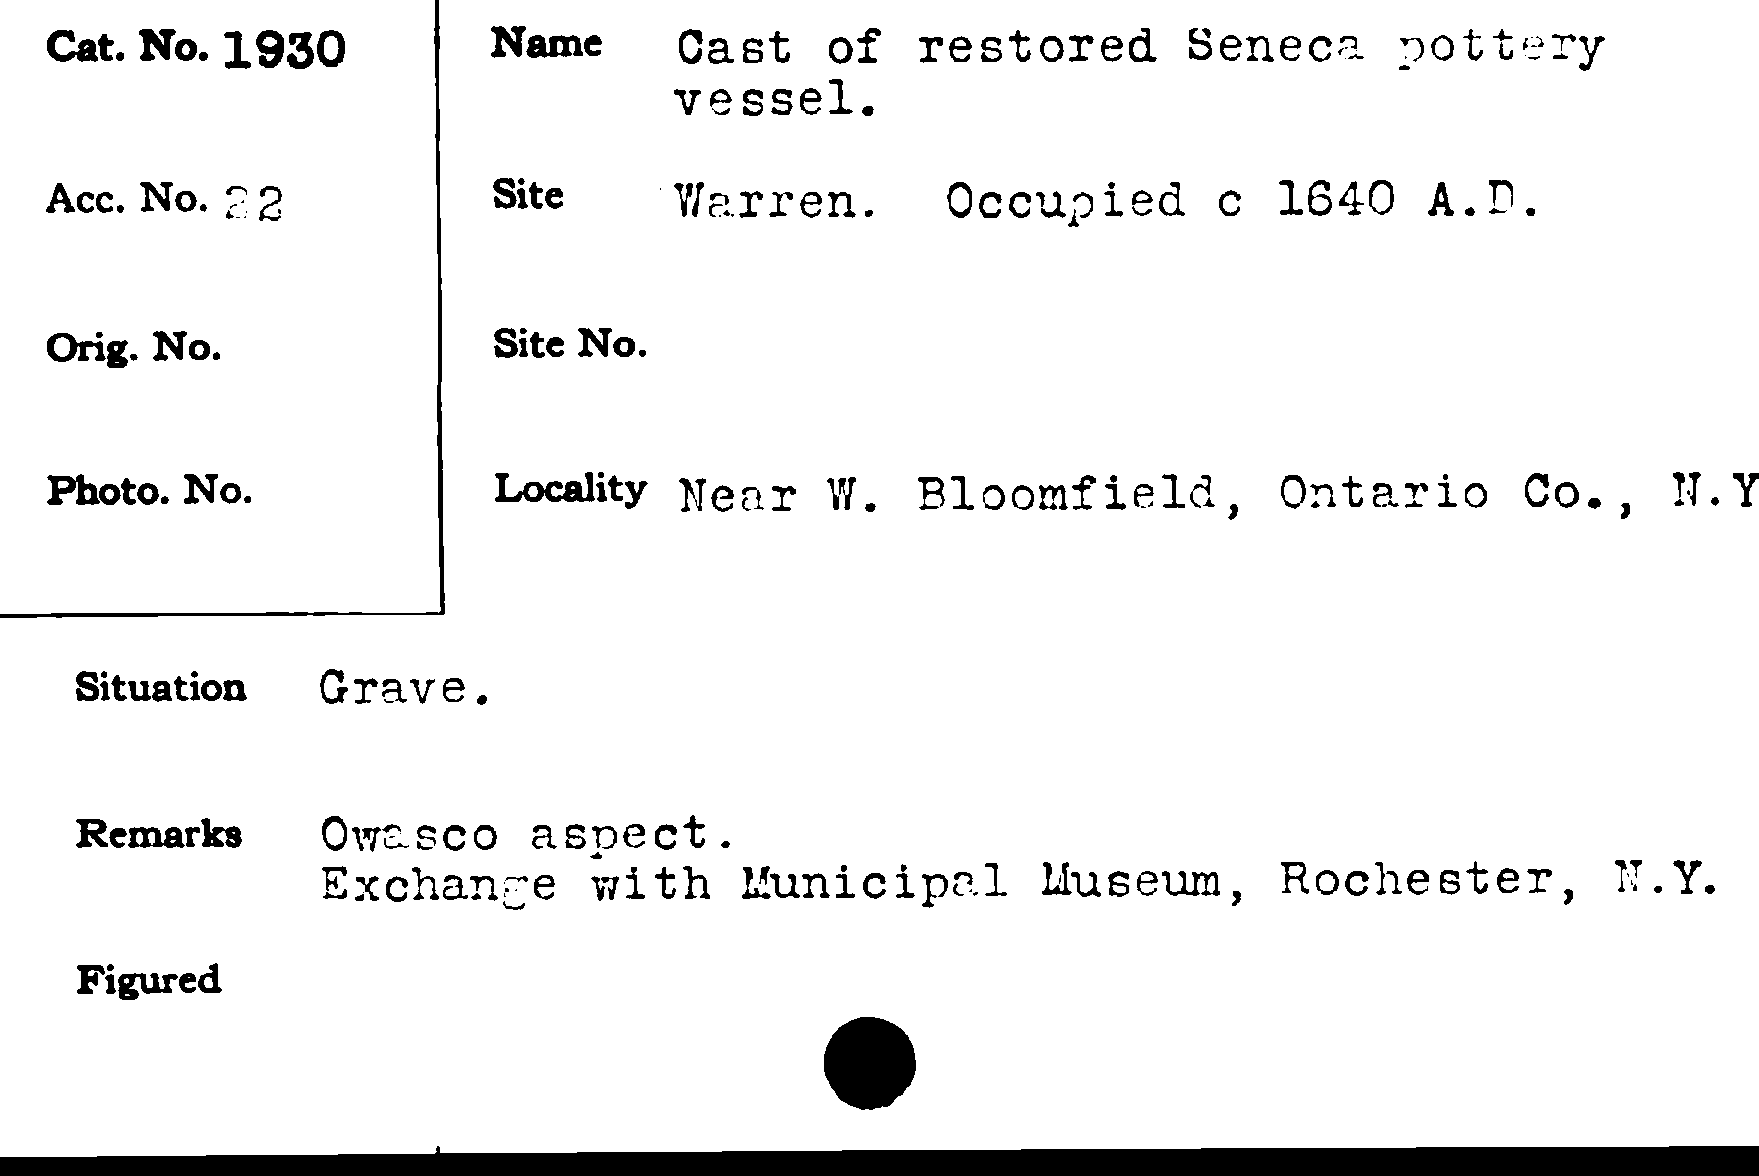 Cat. No. 1930
Name Cast of restored Seneca pottery
vessel.
Acc. No. 22
Site Warren. Occupied c 1640 A.D.
Orig. No.
Site No.
Photo. No.
Locality Near W. Bloomfield, Ontario Co., N.Y
Situation Grave.
Remarks Owasco aspect.
Exchange with Municipal Museum, Rochester, N.Y.
Figured